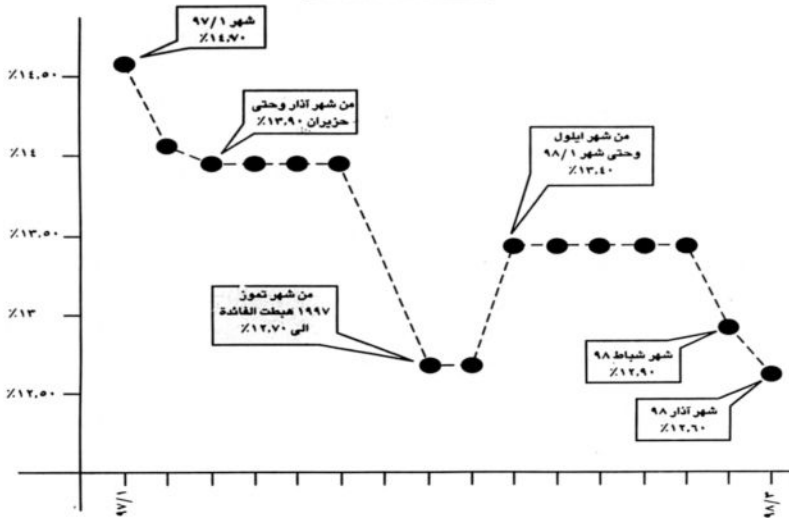 شهر ٩٧/١
٪١٤.٧٠
من شهر آذار وحتى
حزيران ١٣.٩٠٪
من شهر ايلول
وحتى شهر ٩٨/١
٪١٣.٤٠
من شهر تموز
١٩٩٧ هبطت الفائدة
الى ١٢.٧٠٪
شهر شباط ٩٨
٪١٢.٩٠
شهر آذار ٩٨
٪١٢.٦٠
٪١٤.٥٠
٪١٤
٪١٣.٥٠
٪١٣
٪١٢.٥٠
٠
٩٧/١
٩٨/٣